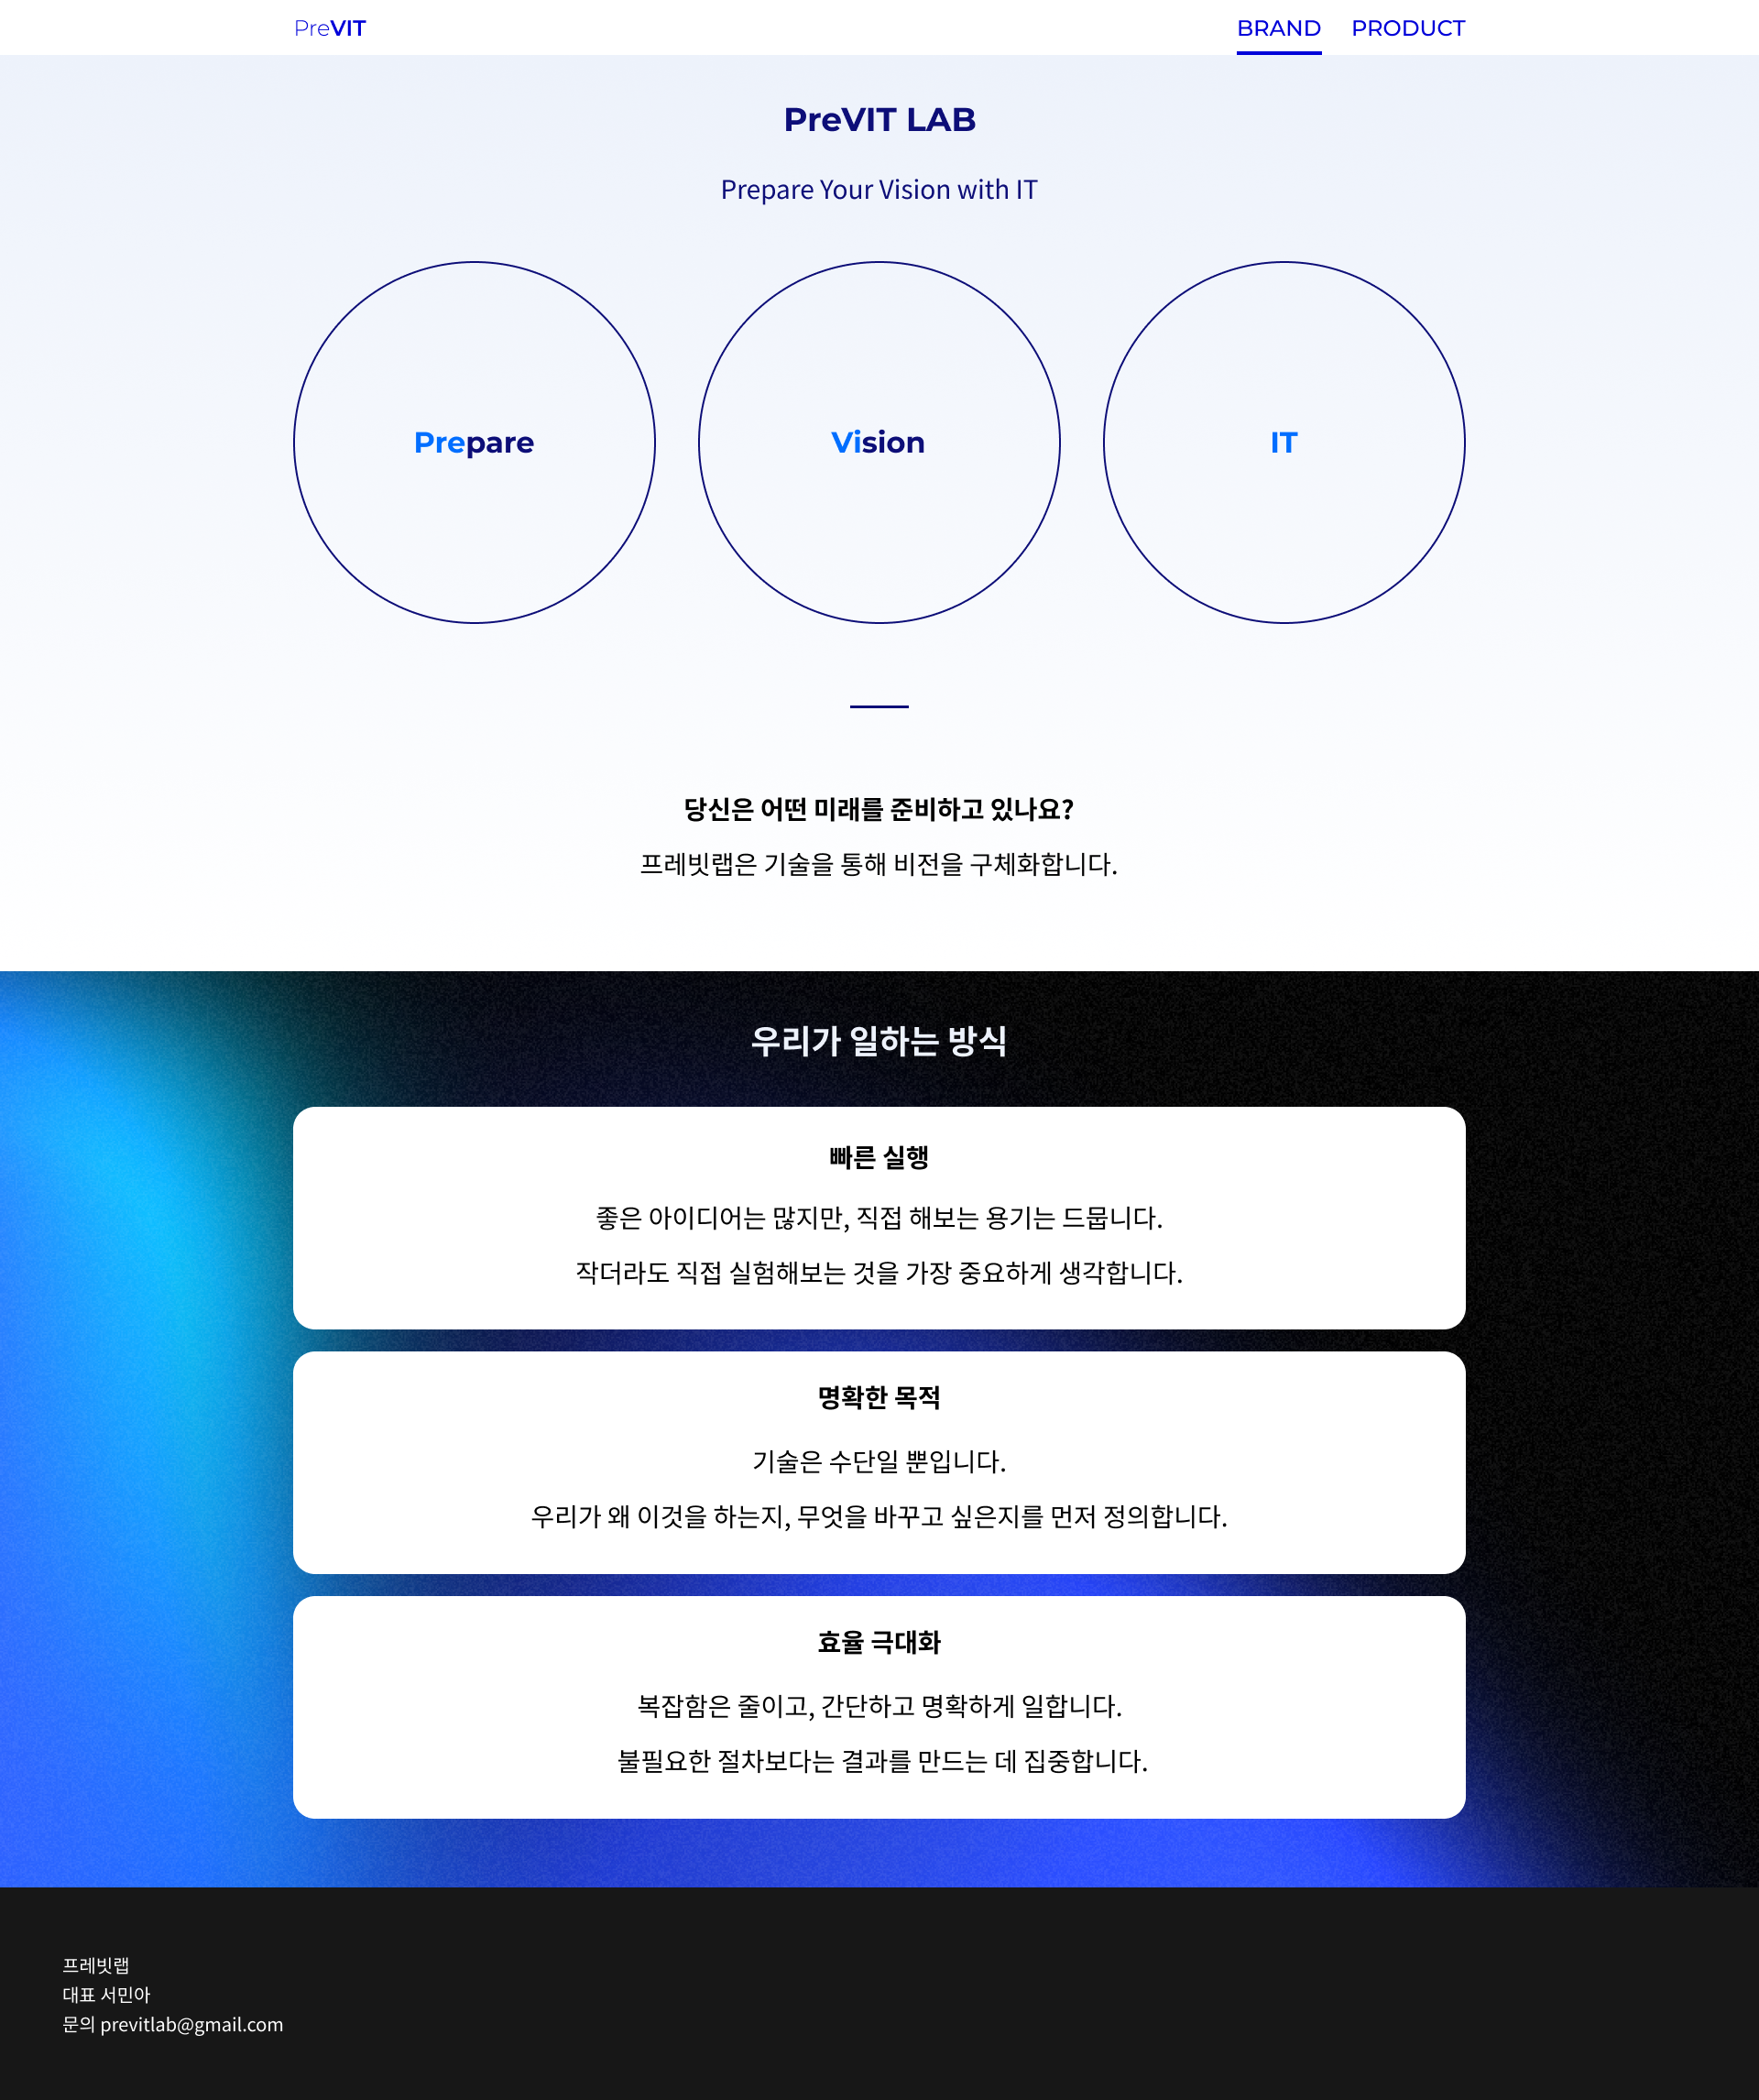 PreVIT
BRAND PRODUCT
PreVIT LAB
Prepare Your Vision with IT
Prepare
Vision
IT
당신은 어떤 미래를 준비하고 있나요?
프레빗랩은 기술을 통해 비전을 구체화합니다.
우리가 일하는 방식
빠른 실행
좋은 아이디어는 많지만, 직접 해보는 용기는 드뭅니다.
작더라도 직접 실험해보는 것을 가장 중요하게 생각합니다.
명확한 목적
기술은 수단일 뿐입니다.
우리가 왜 이것을 하는지, 무엇을 바꾸고 싶은지를 먼저 정의합니다.
효율 극대화
복잡함은 줄이고, 간단하고 명확하게 일합니다.
불필요한 절차보다는 결과를 만드는 데 집중합니다.
프레빗랩
대표 서민아
문의 previtlab@gmail.com